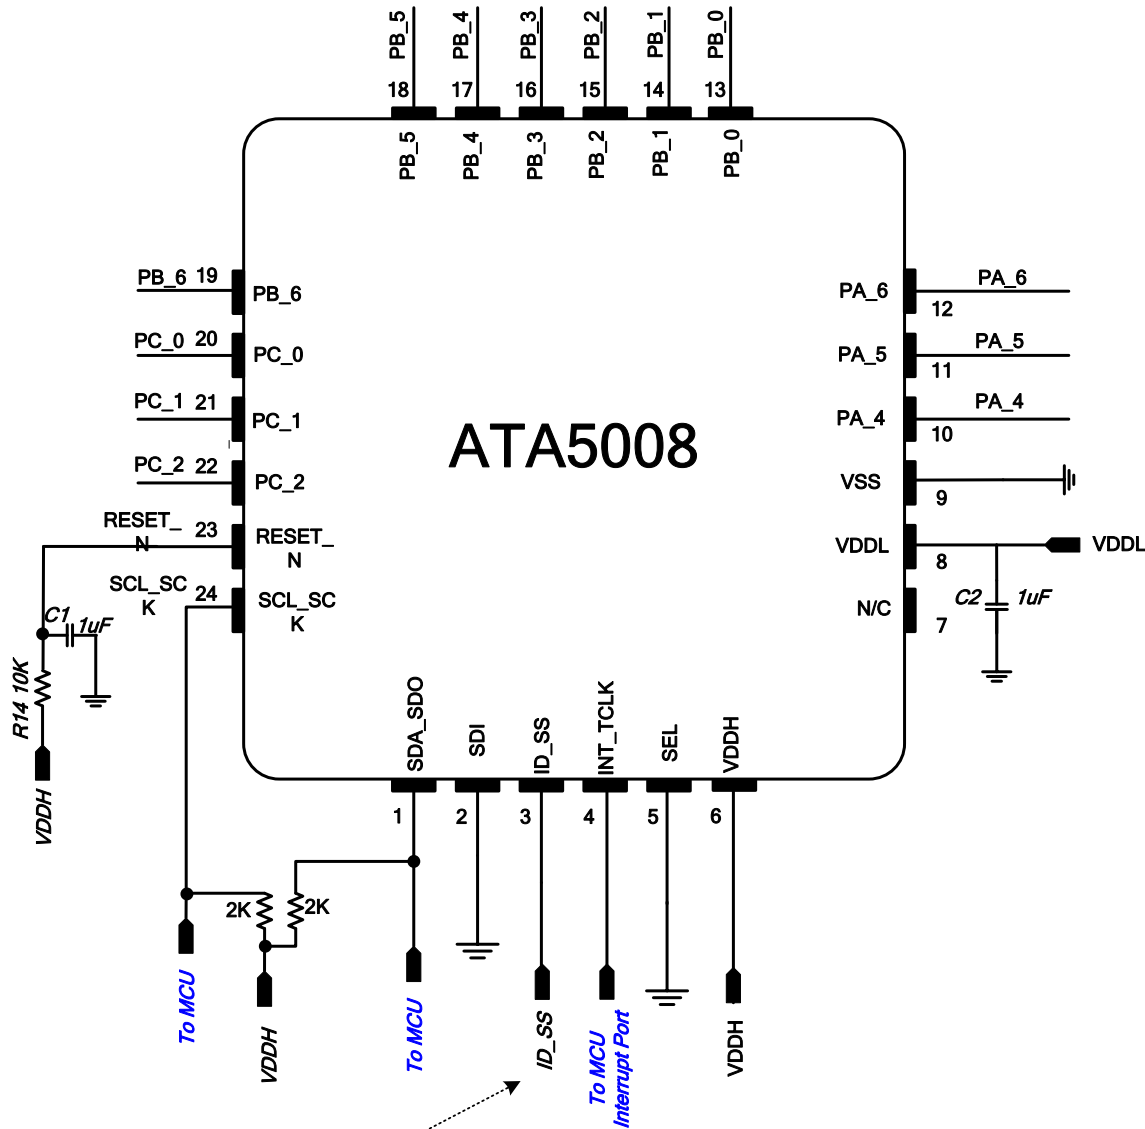 PB_5 PB_4 PB_3 PB_2 PB_1 PB_0
18 17 16 15 14 13
PB_5 PB_4 PB_3 PB_2 PB_1 PB_0
PB_6 19 PB_6
PC_0 20 PC_0
PC_1 21 PC_1
PC_2 22 PC_2
RESET_
N
23
RESET_
N
SCL_SC
K
24
SCL_SC
K
ATA5008
PA_6 PA_6
12
PA_5 PA_5
11
PA_4 PA_4
10
VSS
9
VDDL VDDL
8
N/C
7
C2 1uF
C1 1uF
R14 10K
VDDH
SDA_SDO SDI ID_SS INT_TCLK SEL VDDH
1 2 3 4 5 6
2K 2K
To MCU
VDDH
To MCU
ID_SS
To MCU
Interrupt Port
VDDH